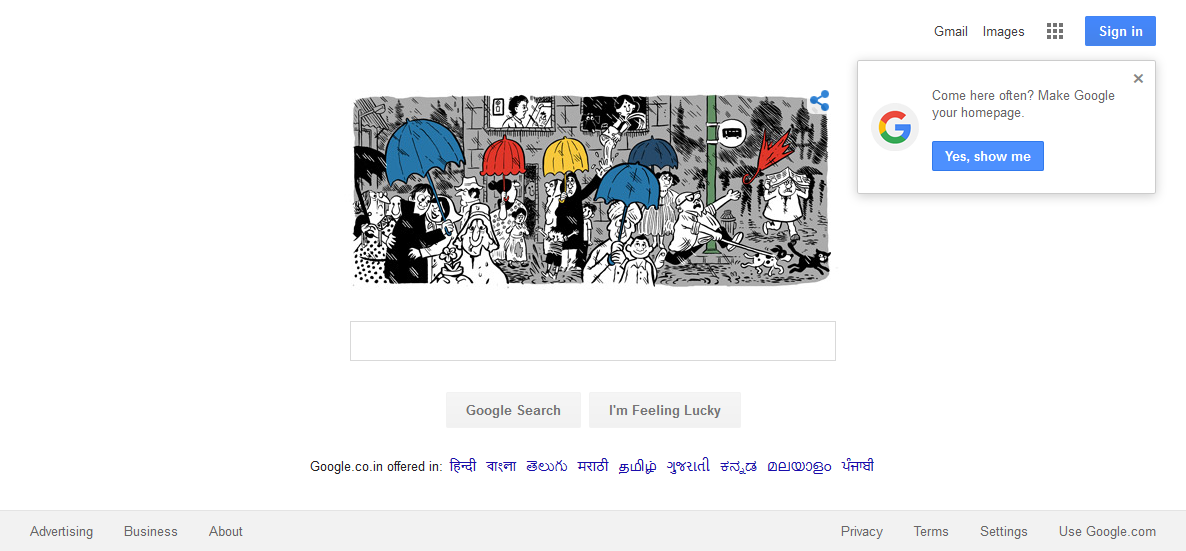 Gmail Images Sign in
Come here often? Make Google
your homepage.
Yes, show me
Google Search I'm Feeling Lucky
Google.co.in offered in: हिन्दी বাংলা తెలుగు मराठी தமிழ் ગુજરાતી ಕನ್ನಡ മലയാളം ਪੰਜਾਬੀ
Advertising Business About Privacy Terms Settings Use Google.com